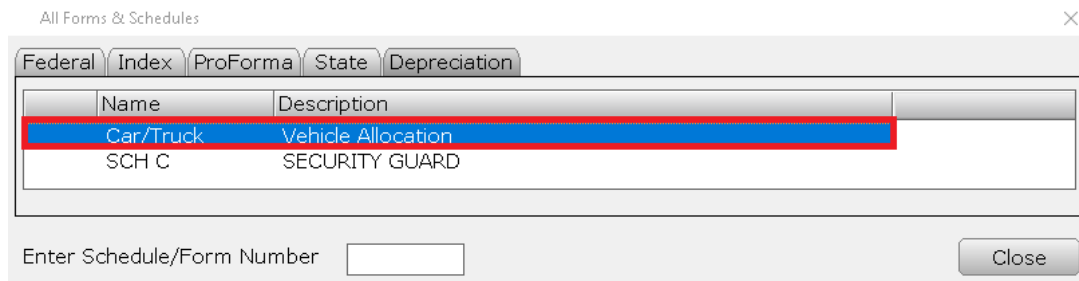 All Forms & Schedules
Federal Index ProForma State Depreciation
Name Description
Car/Truck Vehicle Allocation
SCH C SECURITY GUARD
Enter Schedule/Form Number Close